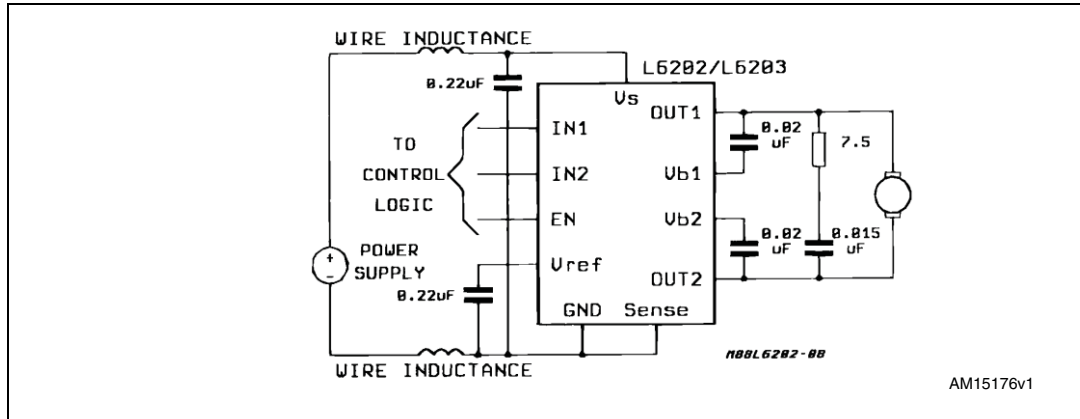 WIRE INDUCTANCE
L6202/L6203
0.22uF
Vs
OUT1
IN1
0.02
uF
7.5
TO
CONTROL
LOGIC
IN2
Vb1
EN
Vb2
POWER
SUPPLY
0.02
uF
0.015
uF
Vref
OUT2
0.22uF
GND Sense
M88L6202-08
WIRE INDUCTANCE
AM15176v1